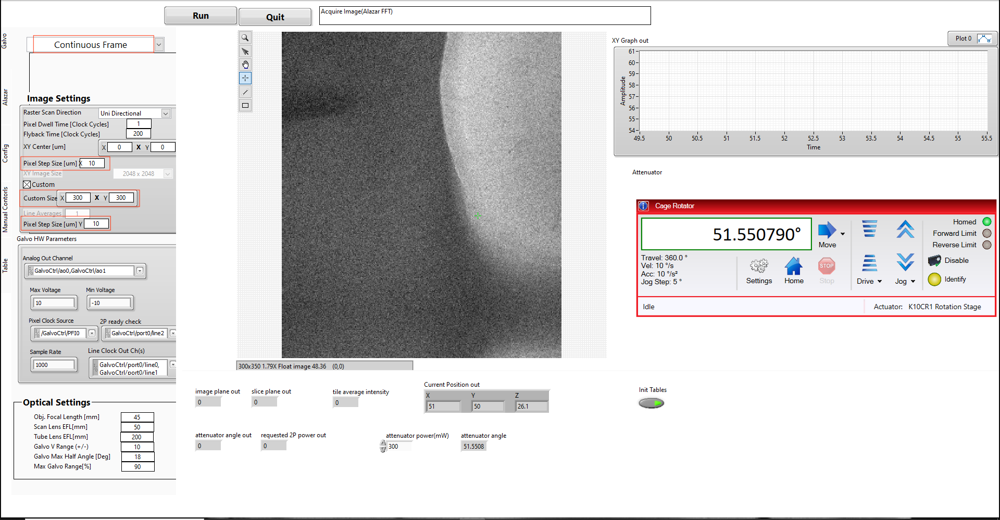 Run
Quit
Acquire Image(Alazar FFT)
Galvo
Alazar
Config
Manual Contorls
Table
Continuous Frame
Image Settings
Raster Scan Direction Uni Directional
Pixel Dwell Time [Clock Cycles] 1
Flyback Time [Clock Cycles] 200
XY Center [um] X 0 X Y 0
Pixel Step Size [um] X 10
XY Image Size 2048 x 2048
Custom
Custom Size X 300 X Y 300
Line Averages 1
Pixel Step Size [um] Y 10
Galvo HW Parameters
Analog Out Channel
GalvoCtrl/ao0,GalvoCtrl/ao1
Max Voltage Min Voltage
10 -10
Pixel Clock Source 2P ready check
/GalvoCtrl/PFI0 GalvoCtrl/port0/line2
Sample Rate Line Clock Out Ch(s)
1000 GalvoCtrl/port0/line0,
GalvoCtrl/port0/line1
Optical Settings
Obj. Focal Length [mm] 45
Scan Lens EFL[mm] 50
Tube Lens EFL[mm] 200
Galvo V Range (+/-) 10
Galvo Max Half Angle [Deg] 18
Max Galvo Range[%] 90
300x350 1.79X Float image 48.36 (0,0)
image plane out slice plane out tile average intensity
0 0 0
Current Position out
X Y Z
51 50 26.1
attenuator angle out requested 2P power out attenuator power(mW) attenuator angle
0 0 300 51.5508
Init Tables
XY Graph out
Plot 0
Amplitude
61
60
59
58
57
56
55
54
49.5 50 50.5 51 51.5 52 52.5 53 53.5 54 54.5 55 55.5
Time
Attenuator
Cage Rotator
51.550790°
Move
Homed
Forward Limit
Reverse Limit
Travel: 360.0 °
Vel: 10 °/s
Acc: 10 °/s²
Jog Step: 5 °
Settings
Home
STOP
Stop
Drive
Jog
Disable
Identify
Idle
Actuator: K10CR1 Rotation Stage